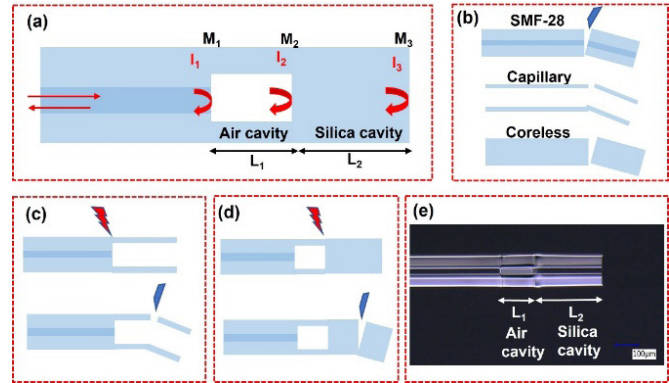 (a)
M₁ M₂ M₃
I₁ I₂ I₃
Air cavity Silica cavity
L₁ L₂
(b)
SMF-28
Capillary
Coreless
(c)
(d)
(e)
L₁ L₂
Air Silica
cavity cavity
100μm